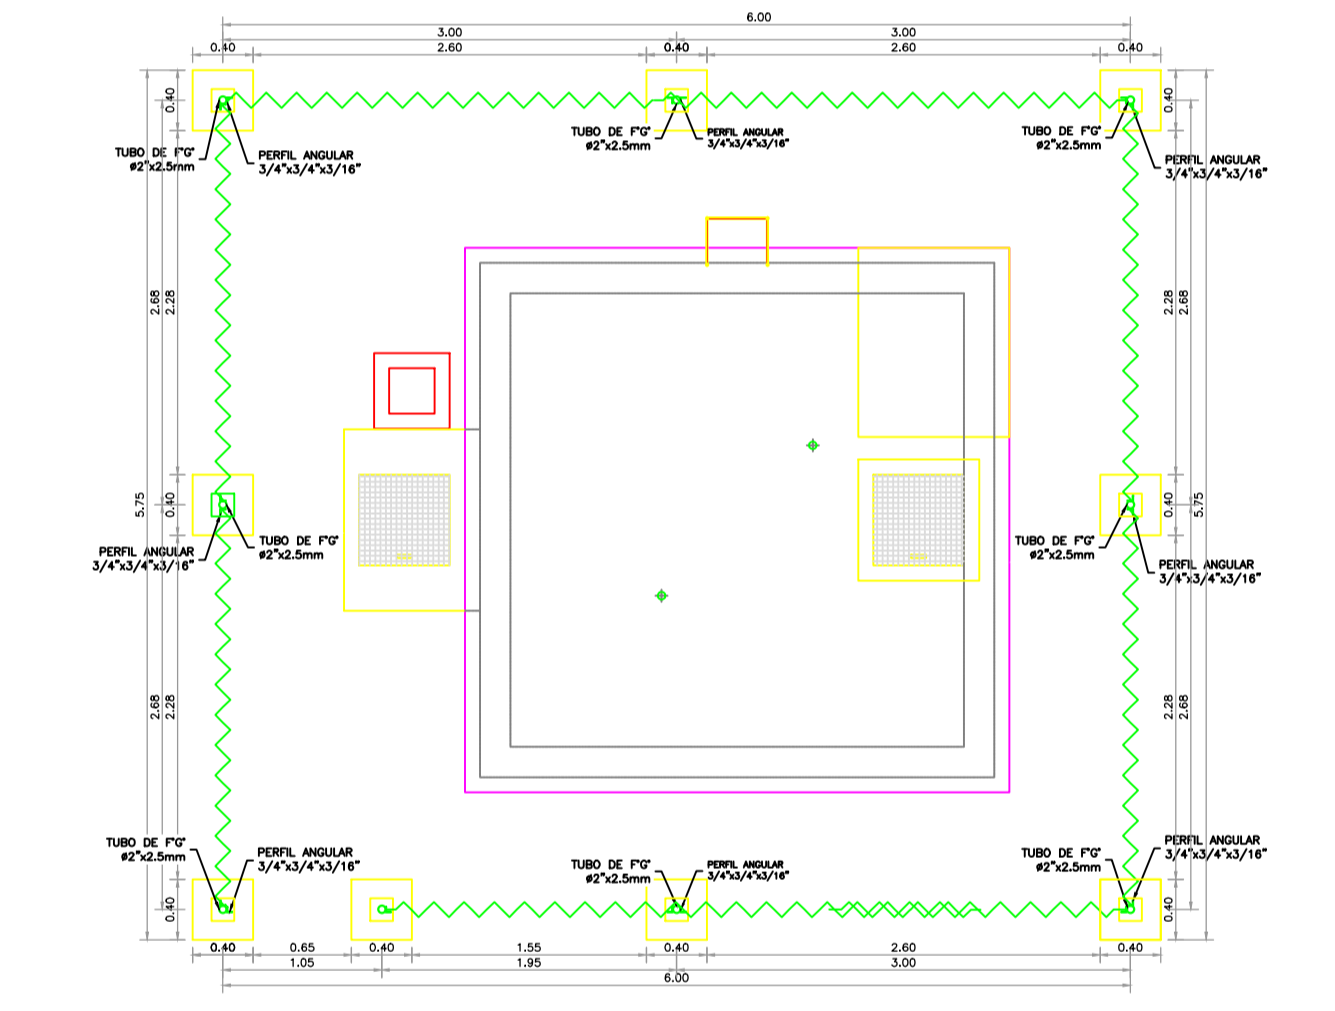 6.00
3.00 3.00
0.40 2.60 0.40 2.60 0.40
0.40
0.40
TUBO DE F°G°
ø2"x2.5mm
PERFIL ANGULAR
3/4"x3/4"x3/16"
TUBO DE F°G°
ø2"x2.5mm
PERFIL ANGULAR
3/4"x3/4"x3/16"
TUBO DE F°G°
ø2"x2.5mm
PERFIL ANGULAR
3/4"x3/4"x3/16"
2.68
2.28
2.28
2.68
5.75
0.40
0.40
5.75
TUBO DE F°G°
ø2"x2.5mm
PERFIL ANGULAR
3/4"x3/4"x3/16"
TUBO DE F°G°
ø2"x2.5mm
PERFIL ANGULAR
3/4"x3/4"x3/16"
2.68
2.28
2.28
2.68
TUBO DE F°G°
ø2"x2.5mm
PERFIL ANGULAR
3/4"x3/4"x3/16"
TUBO DE F°G°
ø2"x2.5mm
PERFIL ANGULAR
3/4"x3/4"x3/16"
TUBO DE F°G°
ø2"x2.5mm
PERFIL ANGULAR
3/4"x3/4"x3/16"
0.40
0.40
0.40 0.65 0.40 1.55 0.40 2.60 0.40
1.05 1.95 3.00
6.00